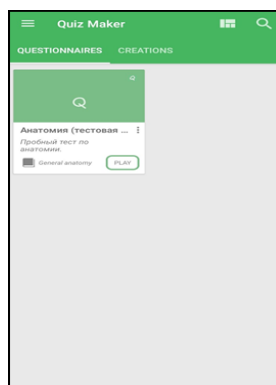 Quiz Maker
QUESTIONNAIRES CREATIONS
Q
Анатомия (тестовая ...
Пробный тест по
анатомии.
General anatomy PLAY